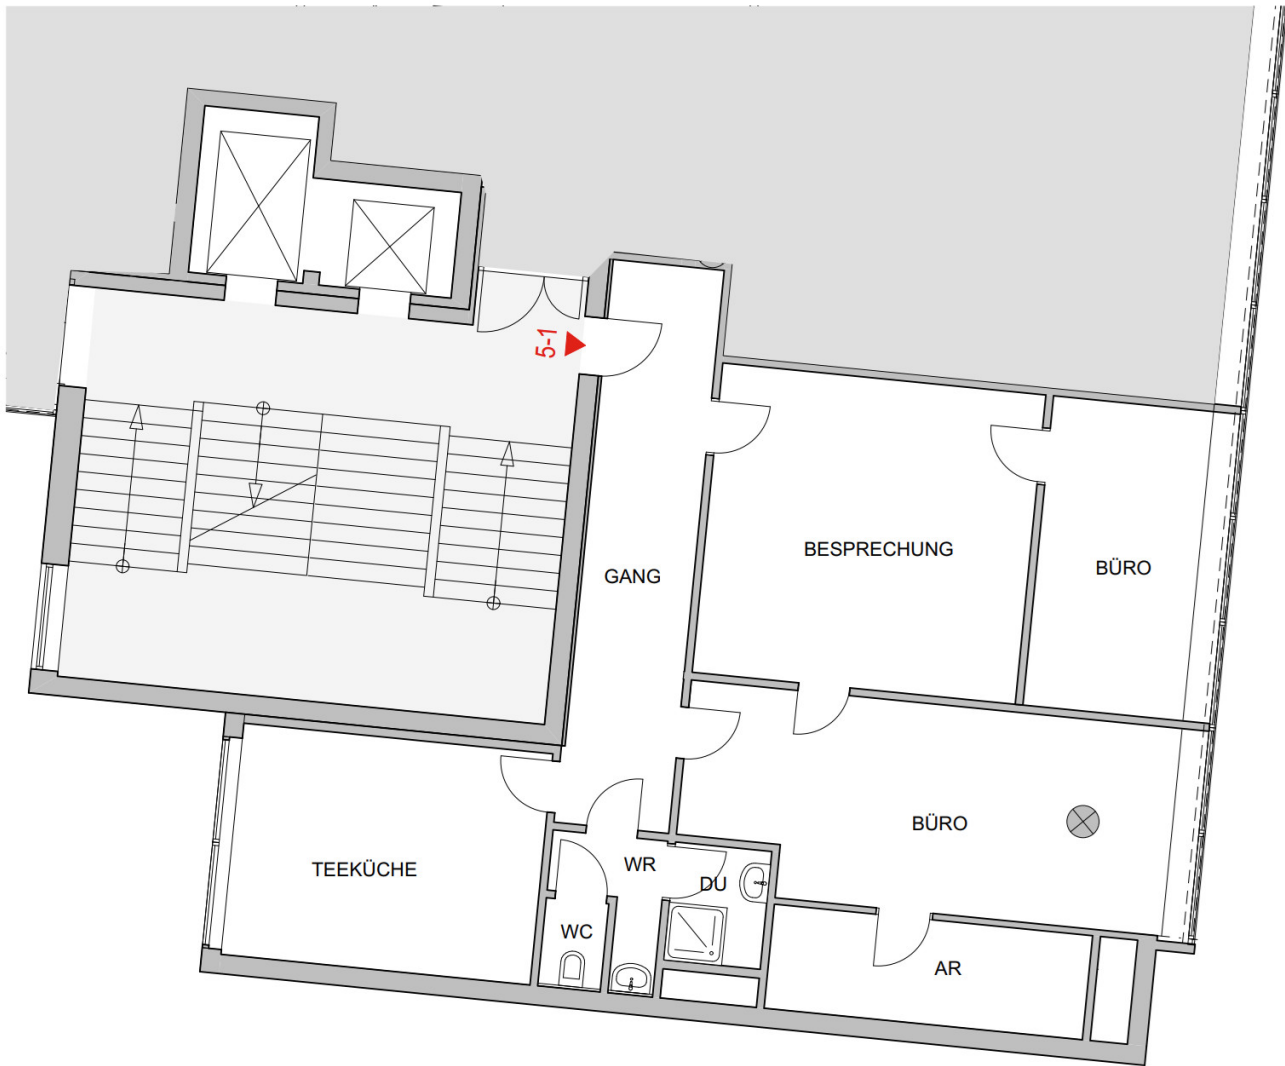 5-1
BESPRECHUNG
BÜRO
GANG
BÜRO
TEEKÜCHE
WR
DU
WC
AR